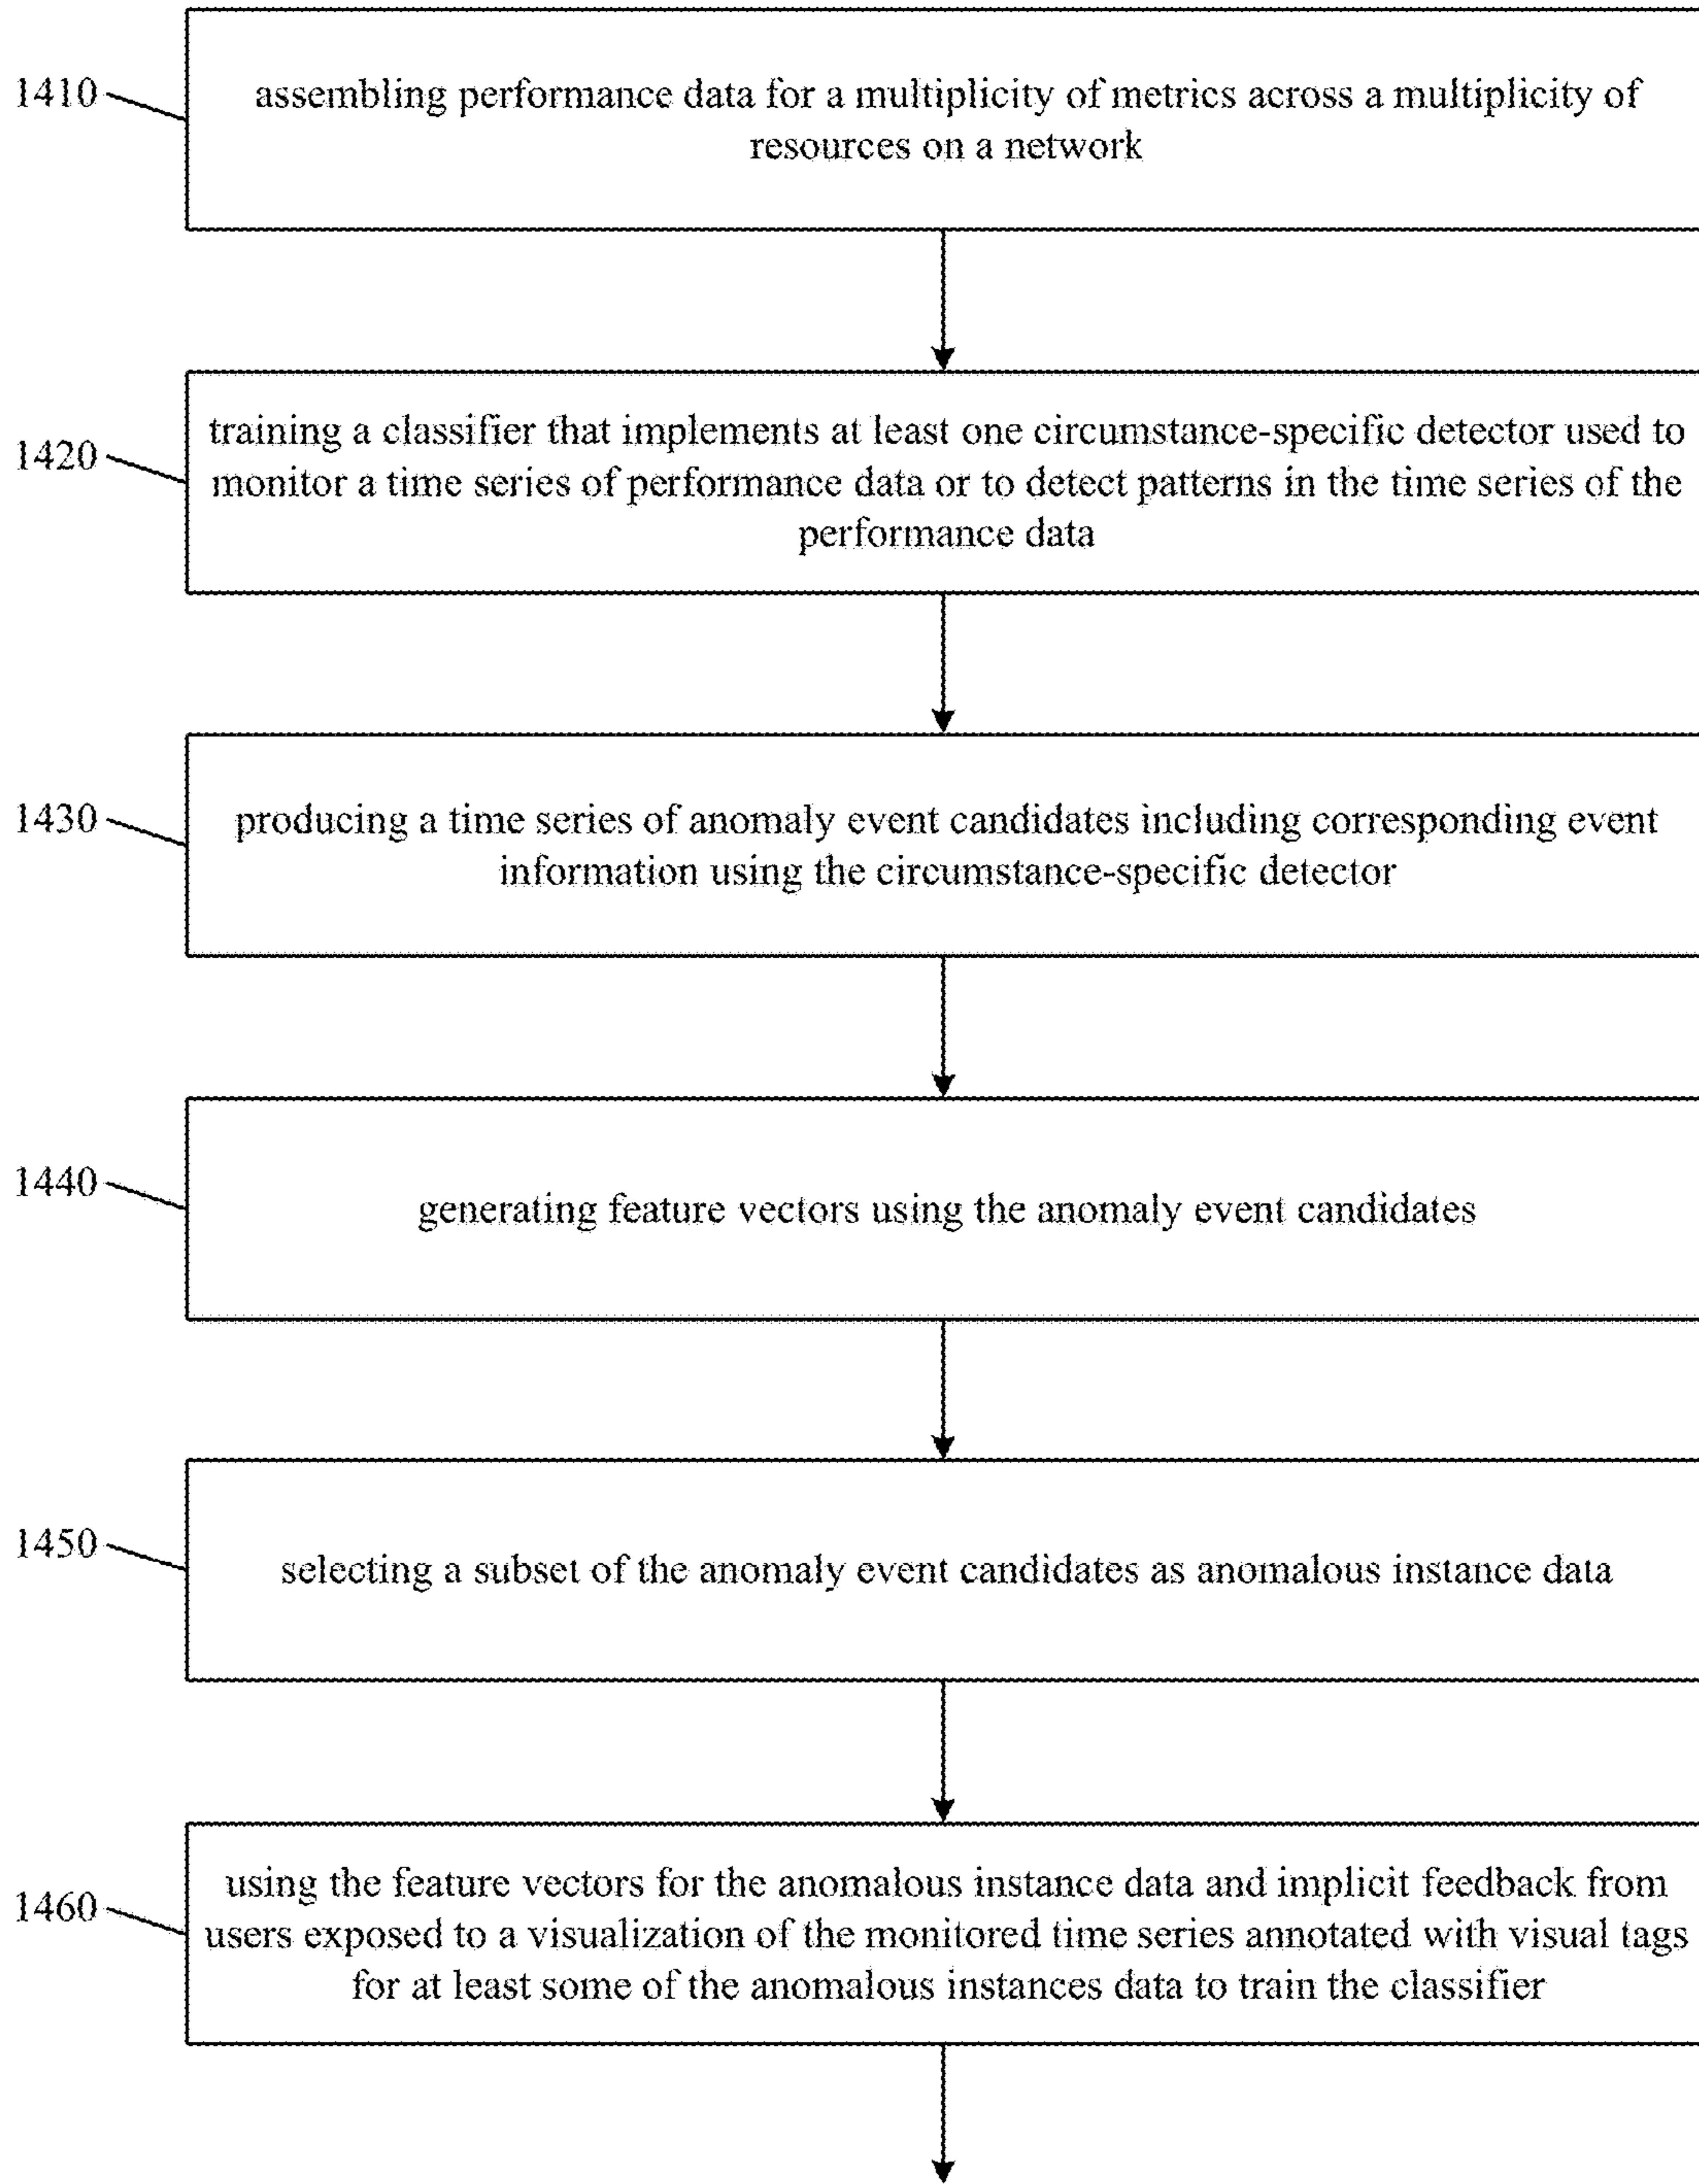 1410
assembling performance data for a multiplicity of metrics across a multiplicity of
resources on a network
1420
training a classifier that implements at least one circumstance-specific detector used to
monitor a time series of performance data or to detect patterns in the time series of the
performance data
1430
producing a time series of anomaly event candidates including corresponding event
information using the circumstance-specific detector
1440
generating feature vectors using the anomaly event candidates
1450
selecting a subset of the anomaly event candidates as anomalous instance data
1460
using the feature vectors for the anomalous instance data and implicit feedback from
users exposed to a visualization of the monitored time series annotated with visual tags
for at least some of the anomalous instances data to train the classifier